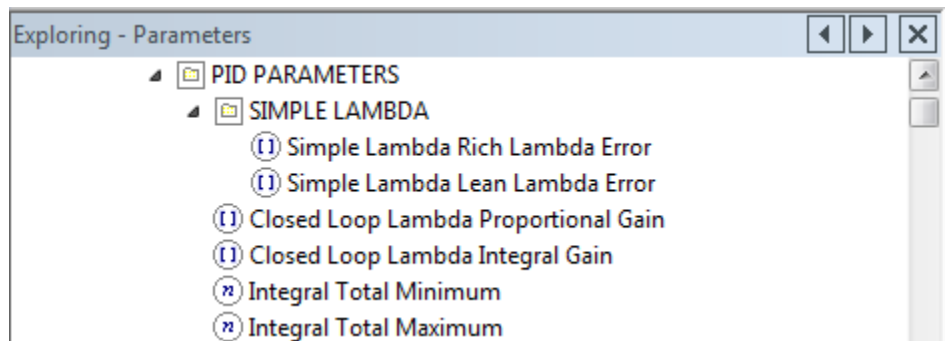 Exploring - Parameters
PID PARAMETERS
SIMPLE LAMBDA
[ ] Simple Lambda Rich Lambda Error
[ ] Simple Lambda Lean Lambda Error
[ ] Closed Loop Lambda Proportional Gain
[ ] Closed Loop Lambda Integral Gain
n Integral Total Minimum
n Integral Total Maximum